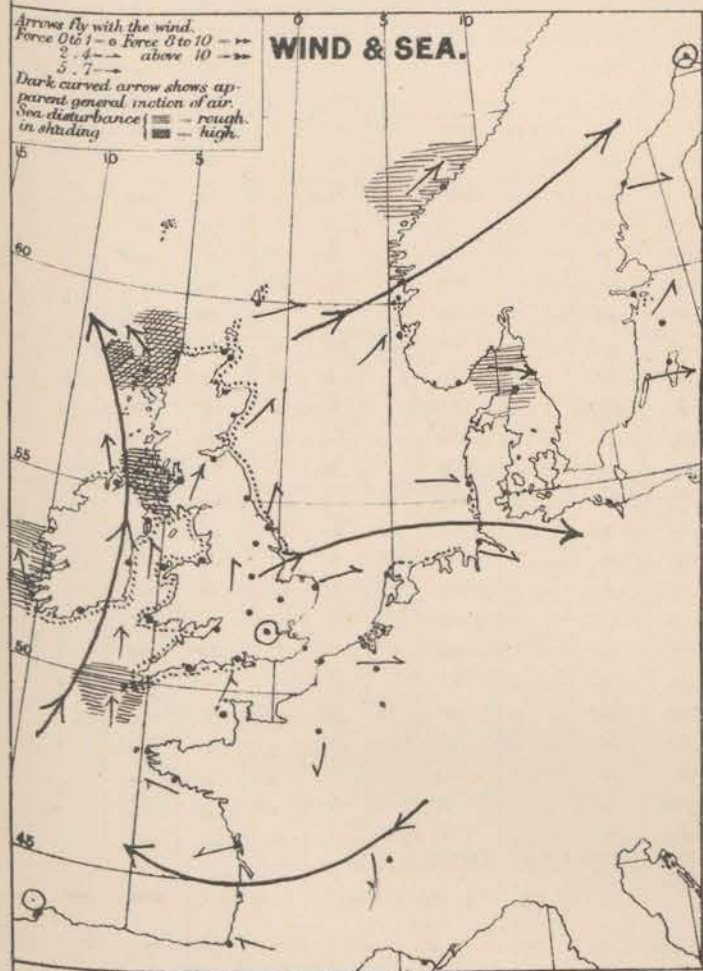 Arrows fly with the wind.
Force 0 to 1 — Force 8 to 10 —
2 . 4 — above 10 —
5 . 7 —
Dark curved arrow shows ap-
parent general motion of air.
Sea disturbance { — rough.
in shading { — high.
WIND & SEA.
5 0 5 10
15 10 5
60
55
50
45